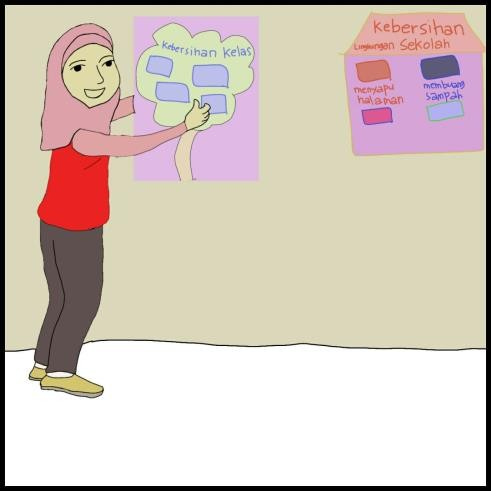 Kebersihan Kelas
Kebersihan
Lingkungan Sekolah
menyapu
halaman
membuang
sampah